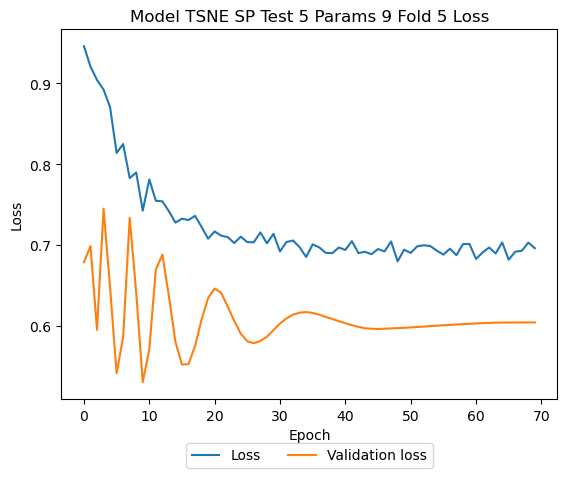 Model TSNE SP Test 5 Params 9 Fold 5 Loss
0.9
0.8
0.7
0.6
Loss
0 10 20 30 40 50 60 70
Epoch
Loss Validation loss